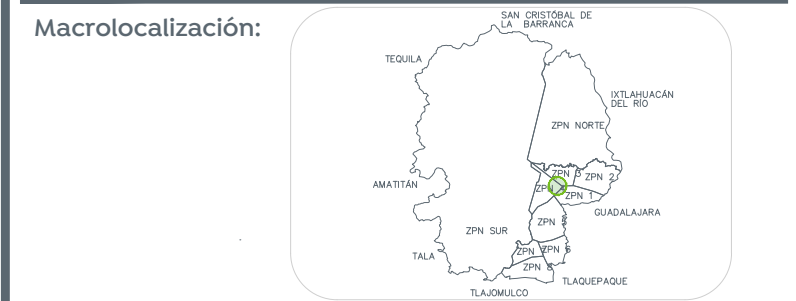 Macrolocalización:
SAN CRISTÓBAL DE
LA BARRANCA
TEQUILA
IXTLAHUACÁN
DEL RÍO
ZPN NORTE
ZPN 3
ZPN 2
AMATITÁN
ZPN
ZPN 1
GUADALAJARA
ZPN
ZPN SUR
ZPN
ZPN 6
TALA
ZPN 8
TLAQUEPAQUE
TLAJOMULCO